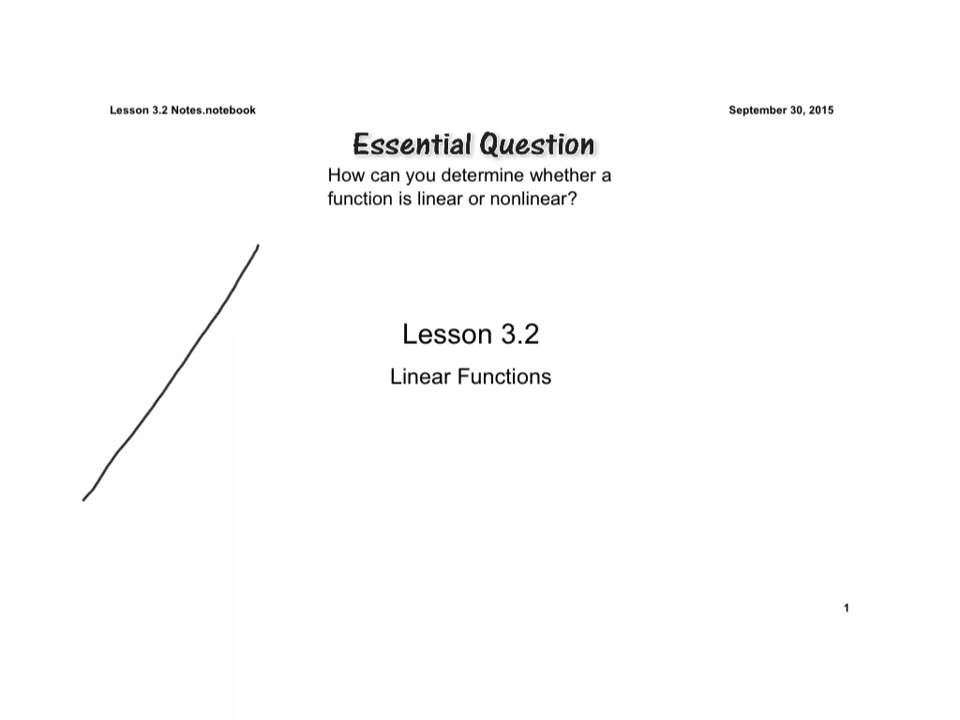 Lesson 3.2 Notes.notebook
September 30, 2015
Essential Question
How can you determine whether a
function is linear or nonlinear?
Lesson 3.2
Linear Functions
1